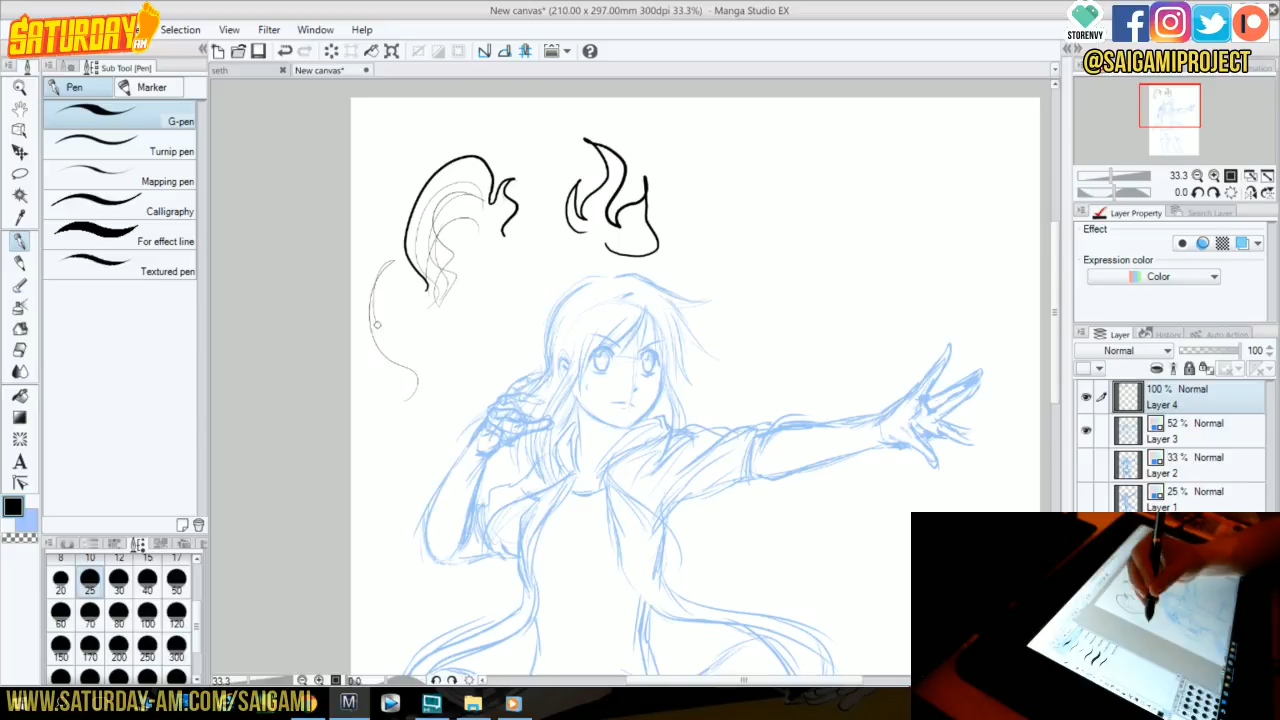 New canvas* (210.00 x 297.00mm 300dpi 33.3%) - Manga Studio EX
$ATURDAY AM
Selection View Filter Window Help
STORENVY
@SAIGAMIPROJECT
Sub Tool [Pen]
seth
New canvas*
Pen
Marker
G-pen
Turnip pen
Mapping pen
Calligraphy
For effect line
Textured pen
33.3
0.0
Layer Property
Search Layer
Effect
Expression color
Color
Layer
History
Auto Action
Normal
100
100 % Normal
Layer 4
52 % Normal
Layer 3
33 % Normal
Layer 2
25 % Normal
Layer 1
8 10 12 15 17
20 25 30 40 50
60 70 80 100 120
150 170 200 250 300
33.3
0.0
WWW.SATURDAY-AM.COM/SAIGAMI